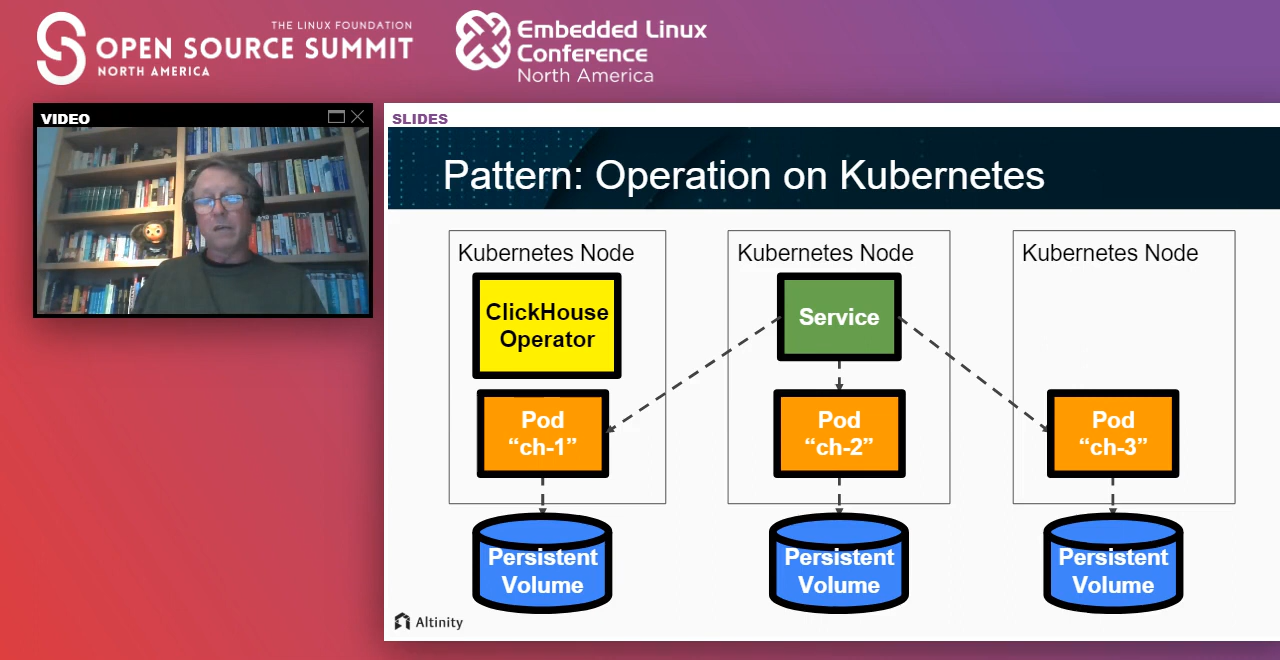 THE LINUX FOUNDATION
OPEN SOURCE SUMMIT
NORTH AMERICA
Embedded Linux
Conference
North America
VIDEO
SLIDES
Pattern: Operation on Kubernetes
Kubernetes Node
ClickHouse
Operator
Pod
“ch-1”
Persistent
Volume
Kubernetes Node
Service
Pod
“ch-2”
Persistent
Volume
Kubernetes Node
Pod
“ch-3”
Persistent
Volume
Altinity